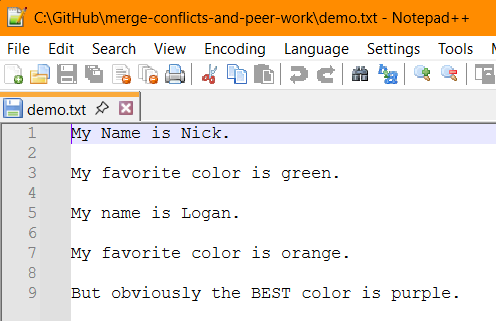 C:\GitHub\merge-conflicts-and-peer-work\demo.txt - Notepad++
File Edit Search View Encoding Language Settings Tools M
demo.txt
1 My Name is Nick.
2
3 My favorite color is green.
4
5 My name is Logan.
6
7 My favorite color is orange.
8
9 But obviously the BEST color is purple.